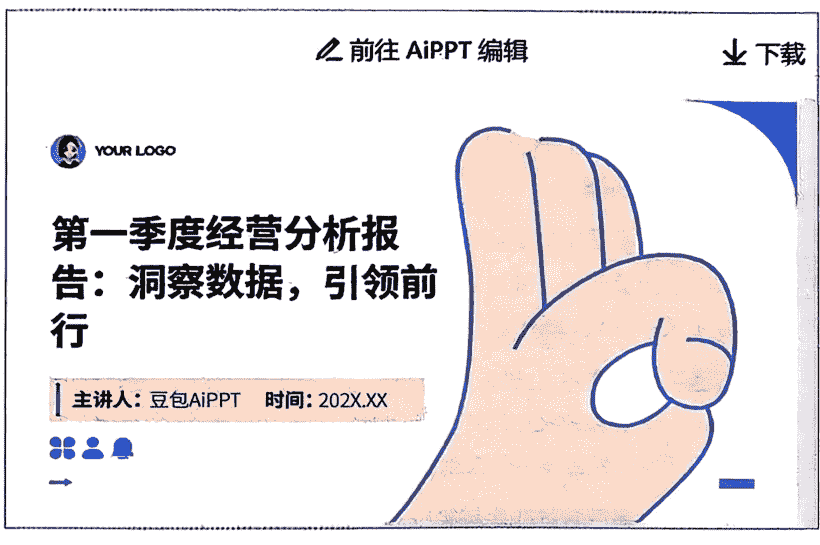 前往 AiPPT 编辑
下载
YOUR LOGO
第一季度经营分析报
告：洞察数据，引领前
行
主讲人：豆包AiPPT 时间：202X.XX